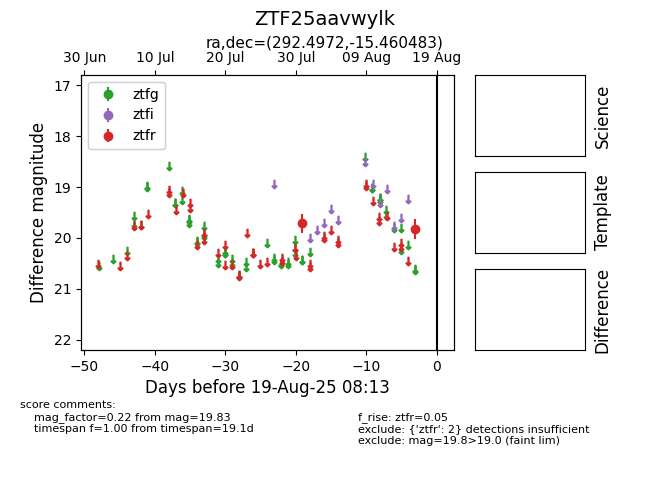 ZTF25aavwylk
ra,dec=(292.4972,-15.460483)
30 Jun 10 Jul 20 Jul 30 Jul 09 Aug 19 Aug
17
18
19
20
21
22
Difference magnitude
ztfg
ztfi
ztfr
−50 −40 −30 −20 −10 0
Days before 19-Aug-25 08:13
Science
Template
Difference
score comments:
mag_factor=0.22 from mag=19.83
timespan f=1.00 from timespan=19.1d
f_rise: ztfr=0.05
exclude: {'ztfr': 2} detections insufficient
exclude: mag=19.8>19.0 (faint lim)